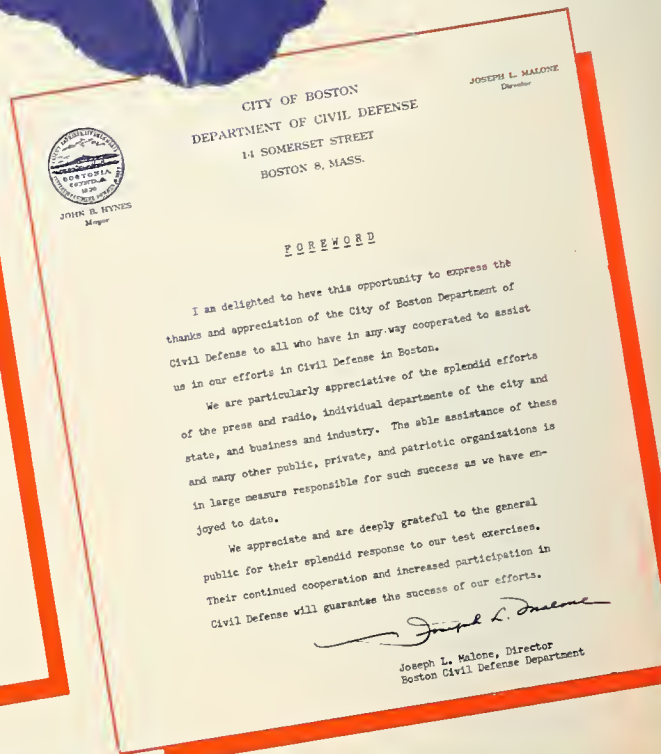 CITY OF BOSTON
DEPARTMENT OF CIVIL DEFENSE
14 SOMERSET STREET
BOSTON 8, MASS.
JOSEPH L. MALONE
Director
BOSTONIA
JOHN B. HYNES
Mayor
FOREWORD
I am delighted to have this opportunity to express the
thanks and appreciation of the City of Boston Department of
Civil Defense to all who have in any way cooperated to assist
us in our efforts in Civil Defense in Boston.
We are particularly appreciative of the splendid efforts
of the press and radio, individual departments of the city and
state, and business and industry. The able assistance of these
and many other public, private, and patriotic organizations is
in large measure responsible for such success as we have en-
joyed to date.
We appreciate and are deeply grateful to the general
public for their splendid response to our test exercises.
Their continued cooperation and increased participation in
Civil Defense will guarantee the success of our efforts.
Joseph L. Malone
Joseph L. Malone, Director
Boston Civil Defense Department